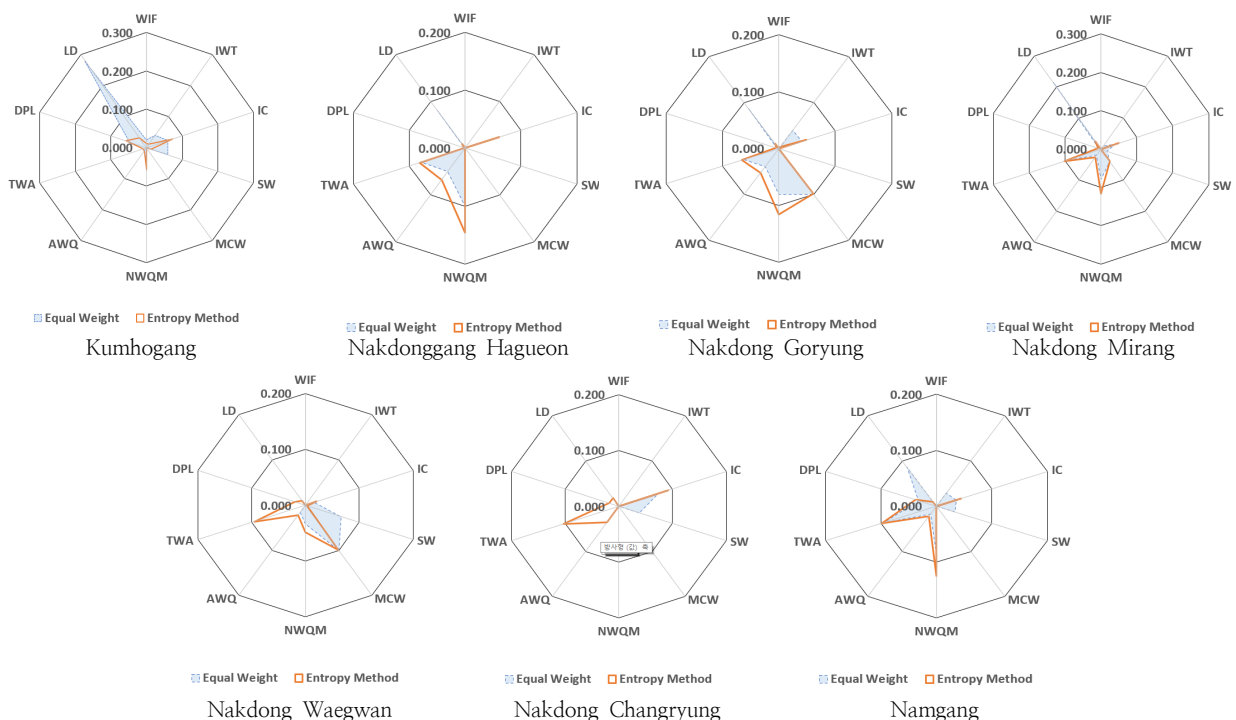 WIF
0.300
LD
IWT
0.200
DPL
0.100
IC
0.000
TWA
SW
AWQ
MCW
NWQM
Equal Weight Entropy Method
Kumhogang
WIF
0.200
LD
IWT
DPL
0.100
IC
0.000
TWA
SW
AWQ
MCW
NWQM
Equal Weight Entropy Method
Nakdonggang Hagueon
WIF
0.200
LD
IWT
DPL
0.100
IC
0.000
TWA
SW
AWQ
MCW
NWQM
Equal Weight Entropy Method
Nakdong Goryung
WIF
0.300
LD
IWT
0.200
DPL
0.100
IC
0.000
TWA
SW
AWQ
MCW
NWQM
Equal Weight Entropy Method
Nakdong Mirang
WIF
0.200
LD
IWT
DPL
0.100
IC
0.000
TWA
SW
AWQ
MCW
NWQM
Equal Weight Entropy Method
Nakdong Waegwan
WIF
0.200
LD
IWT
DPL
0.100
IC
0.000
TWA
SW
방사형 (값) 축
AWQ
MCW
NWQM
Equal Weight Entropy Method
Nakdong Changryung
WIF
0.200
LD
IWT
DPL
0.100
IC
0.000
TWA
SW
AWQ
MCW
NWQM
Equal Weight Entropy Method
Namgang